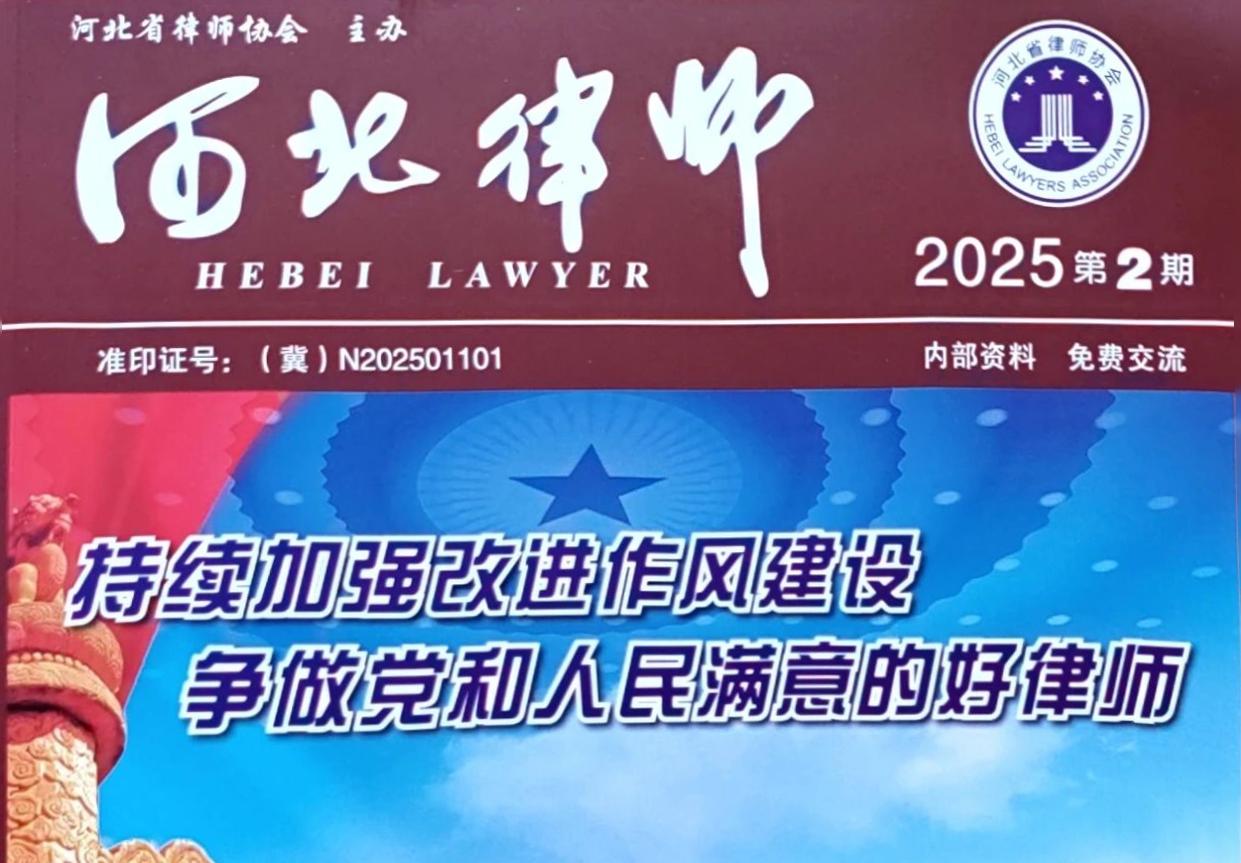 河北省律师协会 主办
河北律师
HEBEI LAWYER
河北省律师协会
HEBEI LAWYERS ASSOCIATION
2025第2期
准印证号：（冀）N202501101
内部资料 免费交流
持续加强改进作风建设
争做党和人民满意的好律师